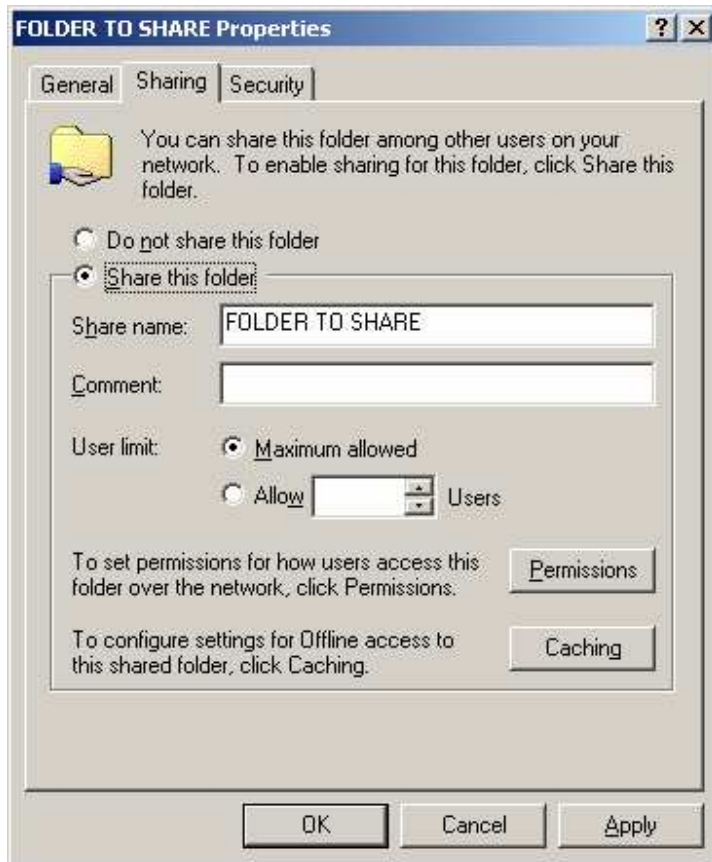 FOLDER TO SHARE Properties
General Sharing Security
You can share this folder among other users on your
network. To enable sharing for this folder, click Share this
folder.
Do not share this folder
Share this folder
Share name: FOLDER TO SHARE
Comment:
User limit: Maximum allowed
Allow Users
To set permissions for how users access this
folder over the network, click Permissions.
Permissions
To configure settings for Offline access to
this shared folder, click Caching.
Caching
OK Cancel Apply